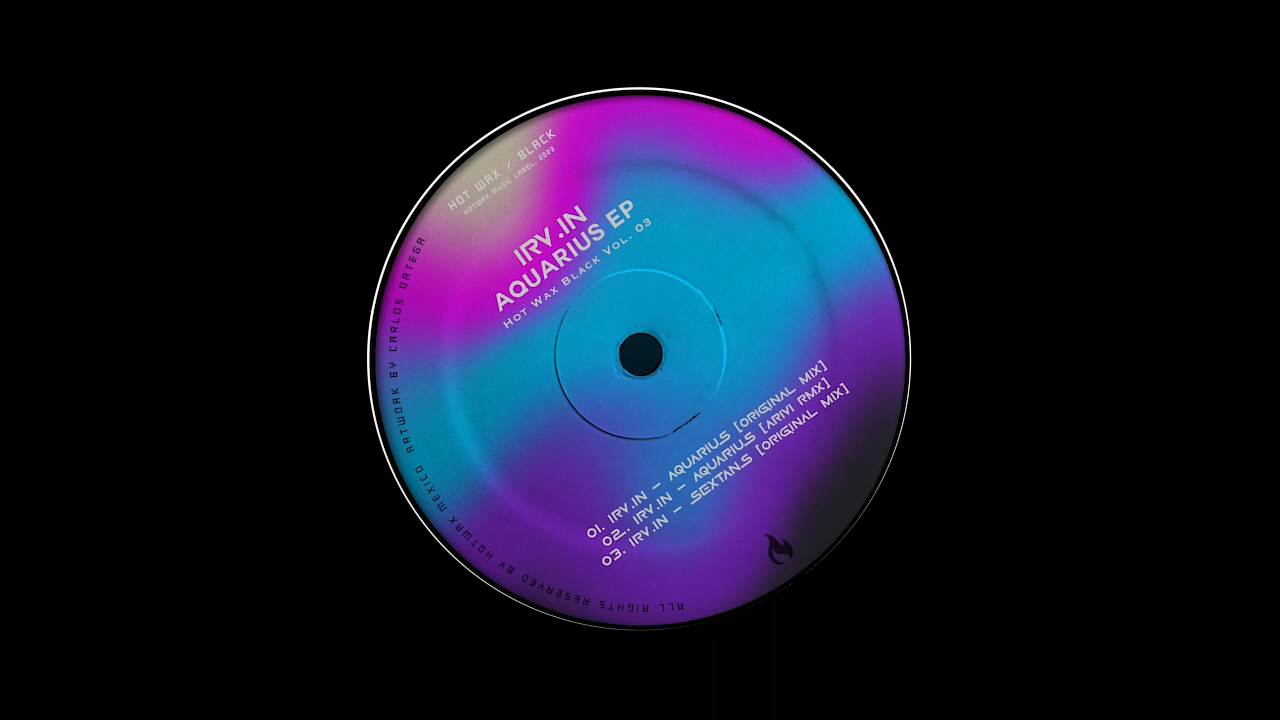 HOT WAX / BLACK
HOTWAX MUSIC LABEL, 2023
IRV.IN
AQUARIUS EP
HOT WAX BLACK VOL. 03
01. IRV.IN – AQUARIUS [ORIGINAL MIX]
02. IRV.IN – AQUARIUS [ARIVI RMX]
03. IRV.IN – SEXTANS [ORIGINAL MIX]
ALL RIGHTS RESERVED BY HOTWAX MEXICO. ARTWORK BY CARLOS ORTEGA